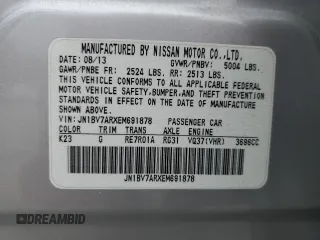 MANUFACTURED BY NISSAN MOTOR CO.,LTD.
DATE: 08/13 GVWR/PNBV: 5004 LBS.
GAWR/PNBE FR: 2524 LBS. RR: 2513 LBS.
THIS VEHICLE CONFORMS TO ALL APPLICABLE
FEDERAL MOTOR VEHICLE SAFETY,BUMPER,AND THEFT
PREVENTION STANDARDS IN EFFECT ON THE DATE OF
MANUFACTURE SHOWN ABOVE.
VIN: JN1BV7ARXEM691878 PASSENGER CAR
COLOR TRIM TRANS AXLE ENGINE
K23 G RE7R01A RG31 VQ37(VHR) 3696CC
JN1BV7ARXEM691878
DREAMBID